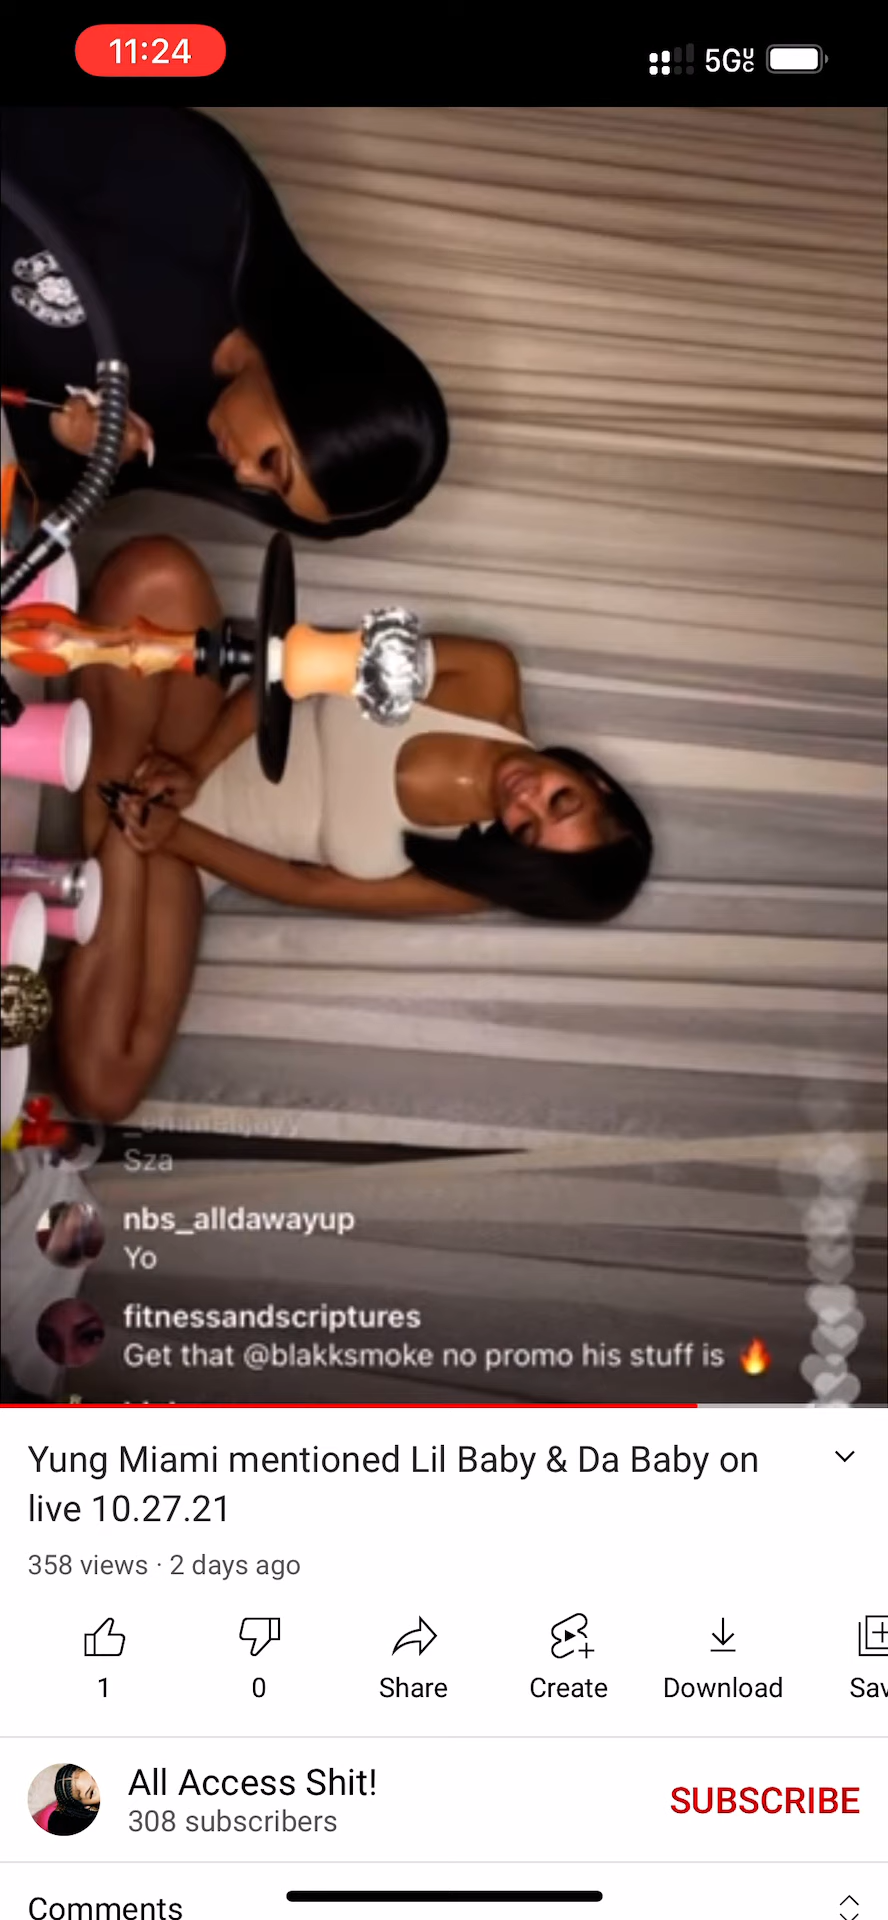 11:24
5GUC
Sza
nbs_alldawayup
Yo
fitnessandscriptures
Get that @blakksmoke no promo his stuff is 🔥
Yung Miami mentioned Lil Baby & Da Baby on
live 10.27.21
358 views · 2 days ago
1
0
Share
Create
Download
Sav
All Access Shit!
308 subscribers
SUBSCRIBE
Comments